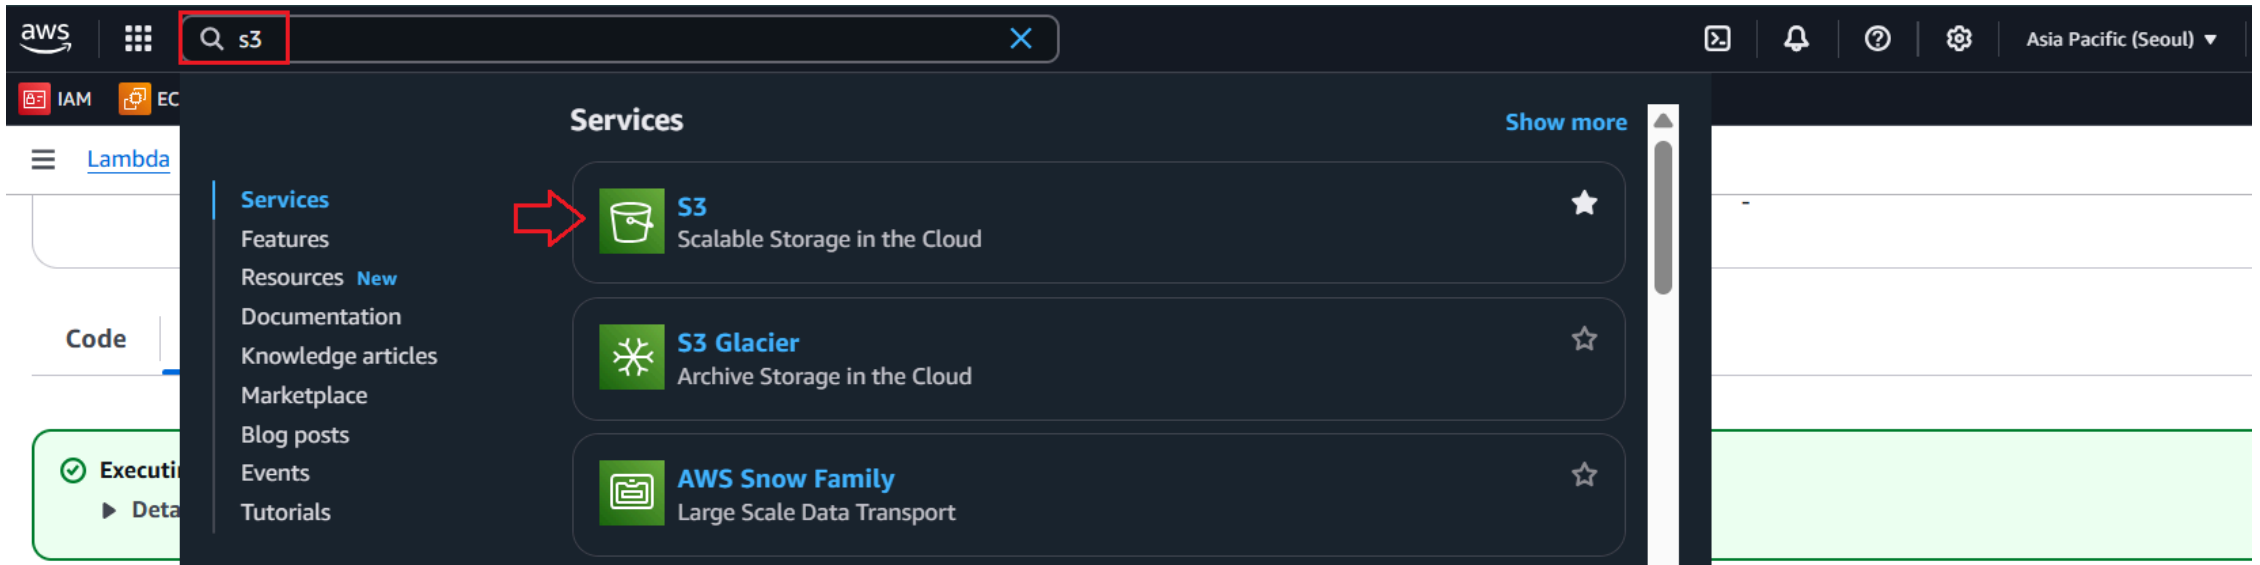 aws
s3
Asia Pacific (Seoul)
IAM
EC
Services
Show more
Lambda
Services
Features
Resources New
Documentation
Knowledge articles
Marketplace
Blog posts
Events
Tutorials
S3
Scalable Storage in the Cloud
S3 Glacier
Archive Storage in the Cloud
AWS Snow Family
Large Scale Data Transport
-
Code
Executi
Deta